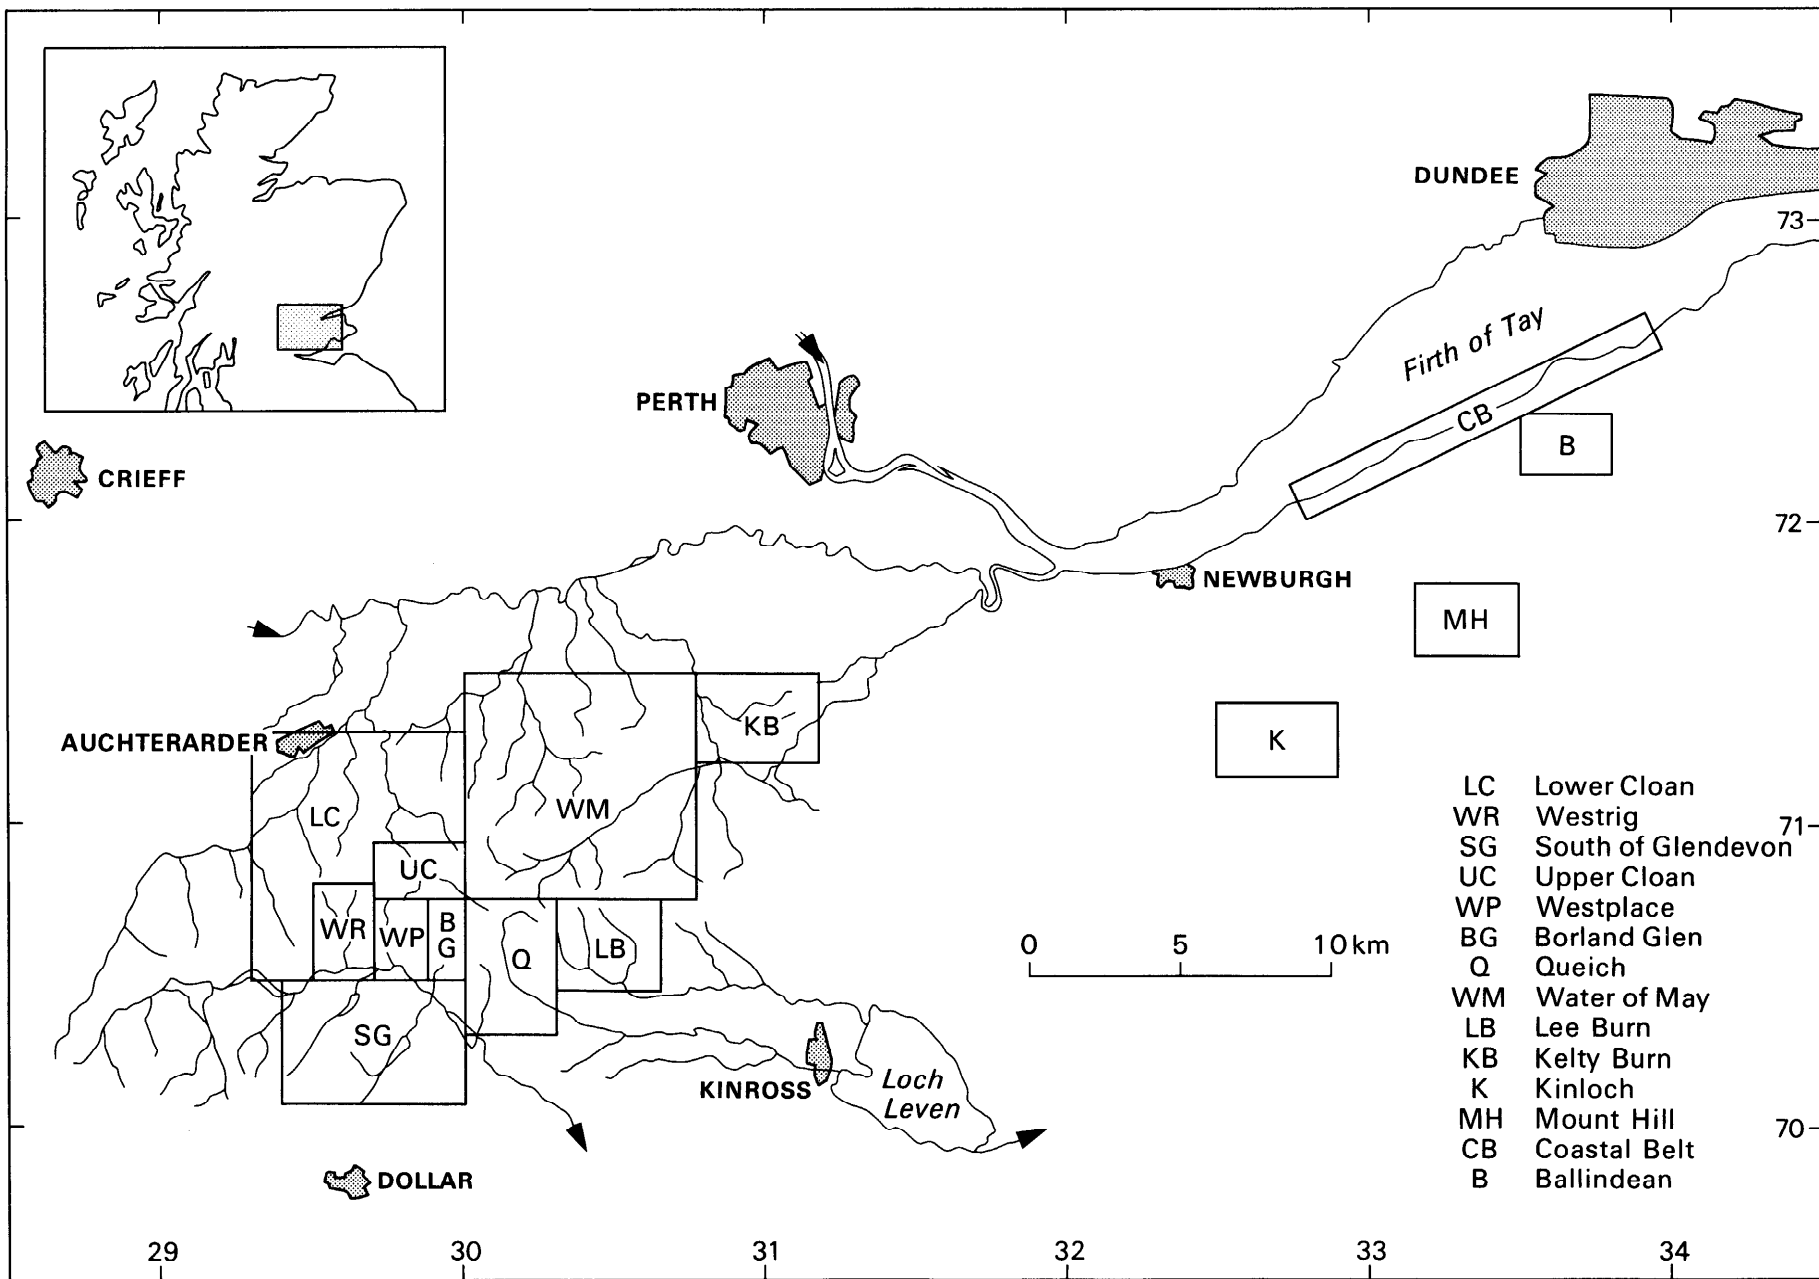 DUNDEE
73
Firth of Tay
PERTH
CB
B
CRIEFF
72
NEWBURGH
MH
AUCHTERARDER
KB
K
LC
WM
UC
WR
WP
B
G
Q
LB
SG
0 5 10 km
LC Lower Cloan
WR Westrig
71
SG South of Glendevon
UC Upper Cloan
WP Westplace
BG Borland Glen
Q Queich
WM Water of May
LB Lee Burn
KB Kelty Burn
K Kinloch
MH Mount Hill
70
CB Coastal Belt
B Ballindean
KINROSS
Loch
Leven
DOLLAR
29 30 31 32 33 34